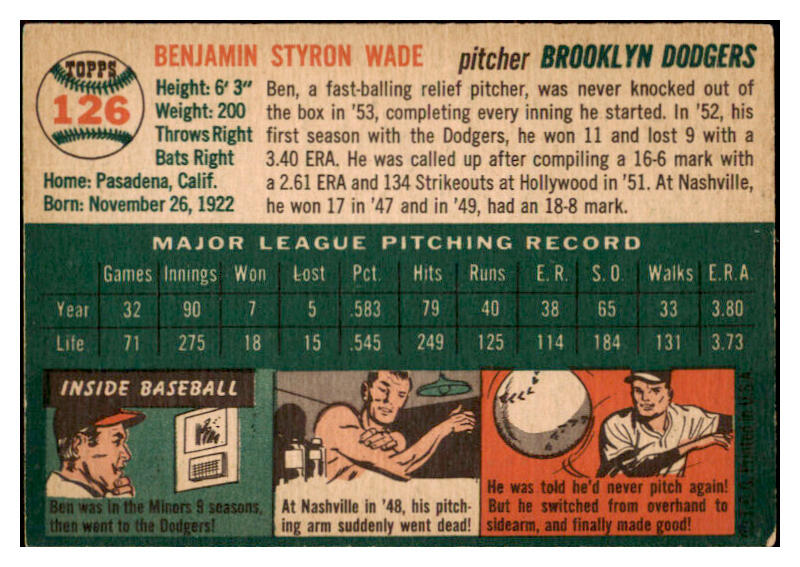 TOPPS
126
BENJAMIN STYRON WADE pitcher BROOKLYN DODGERS
Height: 6' 3"
Weight: 200
Throws Right
Bats Right
Home: Pasadena, Calif.
Born: November 26, 1922
Ben, a fast-balling relief pitcher, was never knocked out of
the box in '53, completing every inning he started. In '52, his
first season with the Dodgers, he won 11 and lost 9 with a
3.40 ERA. He was called up after compiling a 16-6 mark with
a 2.61 ERA and 134 Strikeouts at Hollywood in '51. At Nashville,
he won 17 in '47 and in '49, had an 18-8 mark.
MAJOR LEAGUE PITCHING RECORD
Games Innings Won Lost Pct. Hits Runs E.R. S.O. Walks E.R.A
Year 32 90 7 5 .583 79 40 38 65 33 3.80
Life 71 275 18 15 .545 249 125 114 184 131 3.73
INSIDE BASEBALL
Ben was in the Minors 9 seasons,
then went to the Dodgers!
At Nashville in '48, his pitch-
ing arm suddenly went dead!
He was told he'd never pitch again!
But he switched from overhand to
sidearm, and finally made good!
Printed in U.S.A.